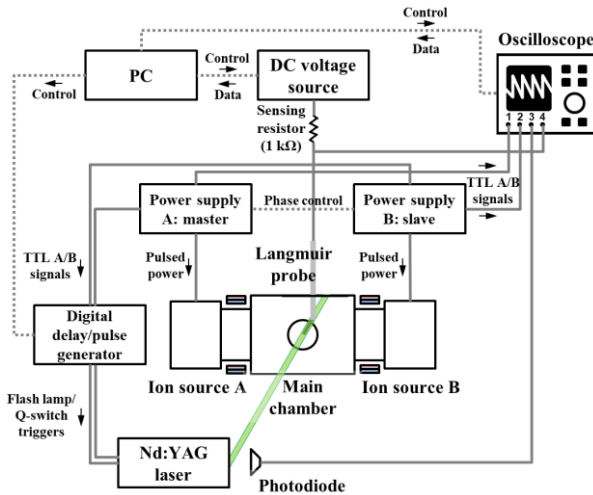 Control
Data
Oscilloscope
PC
Control
Data
DC voltage
source
Control
Sensing
resistor
(1 kΩ)
1 2 3 4
TTL A/B
signals
Power supply
A: master
Phase control
Power supply
B: slave
TTL A/B
signals
Pulsed
power
Langmuir
probe
Pulsed
power
Digital
delay/pulse
generator
Ion source A
Main
chamber
Ion source B
Flash lamp/
Q-switch
triggers
Nd:YAG
laser
Photodiode